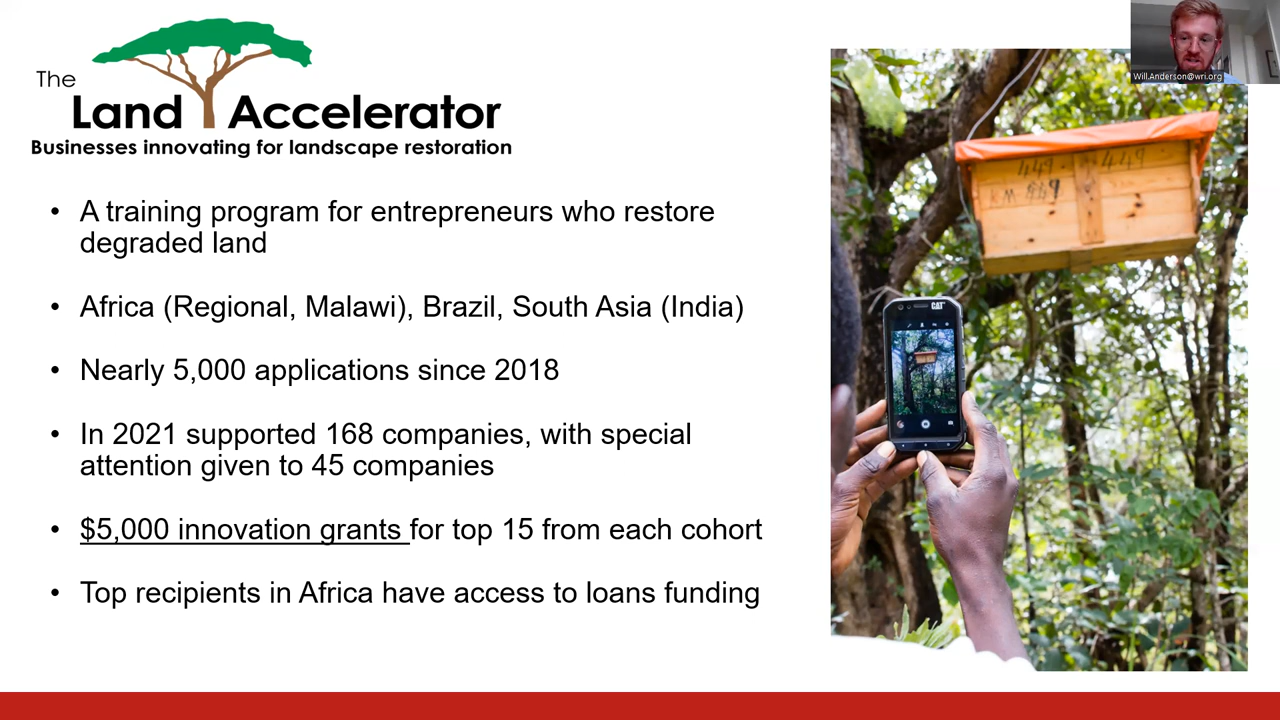 The
Land Accelerator
Businesses innovating for landscape restoration
Will.Anderson@wri.org
• A training program for entrepreneurs who restore
degraded land
• Africa (Regional, Malawi), Brazil, South Asia (India)
• Nearly 5,000 applications since 2018
• In 2021 supported 168 companies, with special
attention given to 45 companies
• $5,000 innovation grants for top 15 from each cohort
• Top recipients in Africa have access to loans funding
449 449
CAT